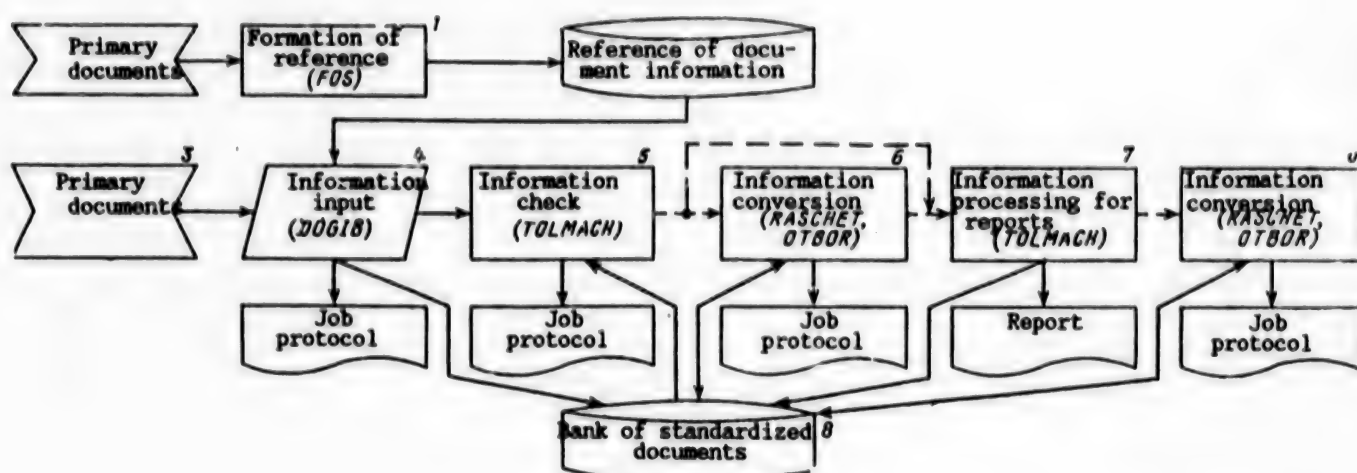 Primary
documents
1
Formation of
reference
(FOS)
Reference of docu-
ment information
3
Primary
documents
4
Information
input
(DOGIB)
5
Information
check
(TOLMACH)
6
Information
conversion
(RASCHET,
OTBOR)
7
Information
processing for
reports
(TOLMACH)
Information
conversion
(RASCHET,
OTBOR)
Job
protocol
Job
protocol
Job
protocol
Report
Job
protocol
Bank of standardized 8
documents